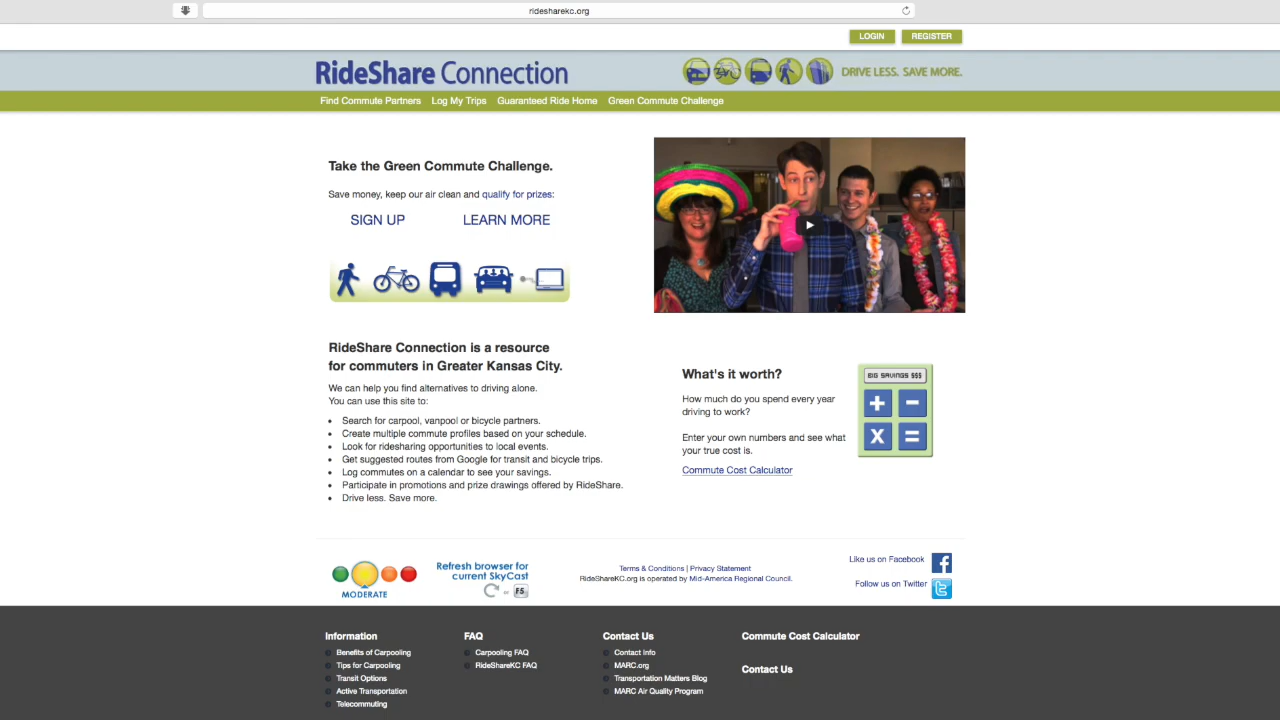 ridesharekc.org
LOGIN
REGISTER
RideShare Connection
DRIVE LESS. SAVE MORE.
Find Commute Partners
Log My Trips
Guaranteed Ride Home
Green Commute Challenge
Take the Green Commute Challenge.
Save money, keep our air clean and qualify for prizes:
SIGN UP
LEARN MORE
RideShare Connection is a resource
for commuters in Greater Kansas City.
We can help you find alternatives to driving alone.
You can use this site to:
Search for carpool, vanpool or bicycle partners.
Create multiple commute profiles based on your schedule.
Look for ridesharing opportunities to local events.
Get suggested routes from Google for transit and bicycle trips.
Log commutes on a calendar to see your savings.
Participate in promotions and prize drawings offered by RideShare.
Drive less. Save more.
What's it worth?
How much do you spend every year
driving to work?
Enter your own numbers and see what
your true cost is.
Commute Cost Calculator
BIG SAVINGS $$$
+ −
X =
MODERATE
Refresh browser for
current SkyCast
or F5
Terms & Conditions | Privacy Statement
RideShareKC.org is operated by Mid-America Regional Council.
Like us on Facebook
Follow us on Twitter
Information
Benefits of Carpooling
Tips for Carpooling
Transit Options
Active Transportation
Telecommuting
FAQ
Carpooling FAQ
RideShareKC FAQ
Contact Us
Contact Info
MARC.org
Transportation Matters Blog
MARC Air Quality Program
Commute Cost Calculator
Contact Us